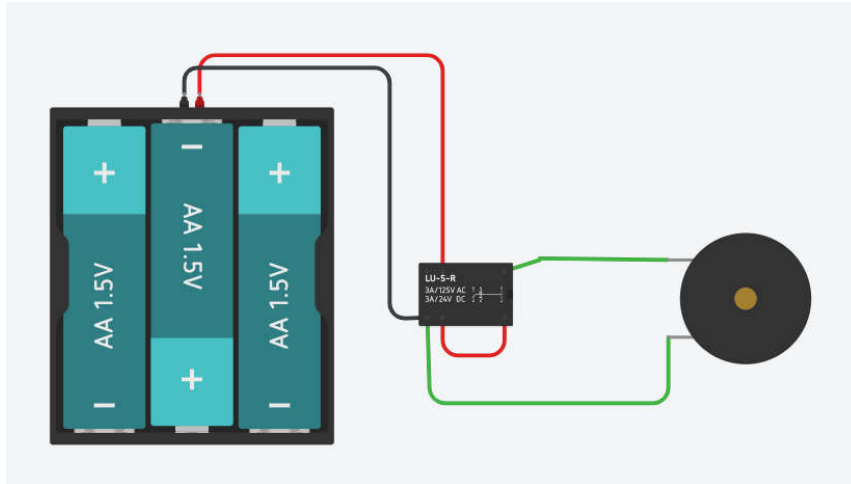 +
AA 1.5V
−
−
AA 1.5V
+
+
AA 1.5V
−
LU-5-R
3A/125V AC
3A/24V DC